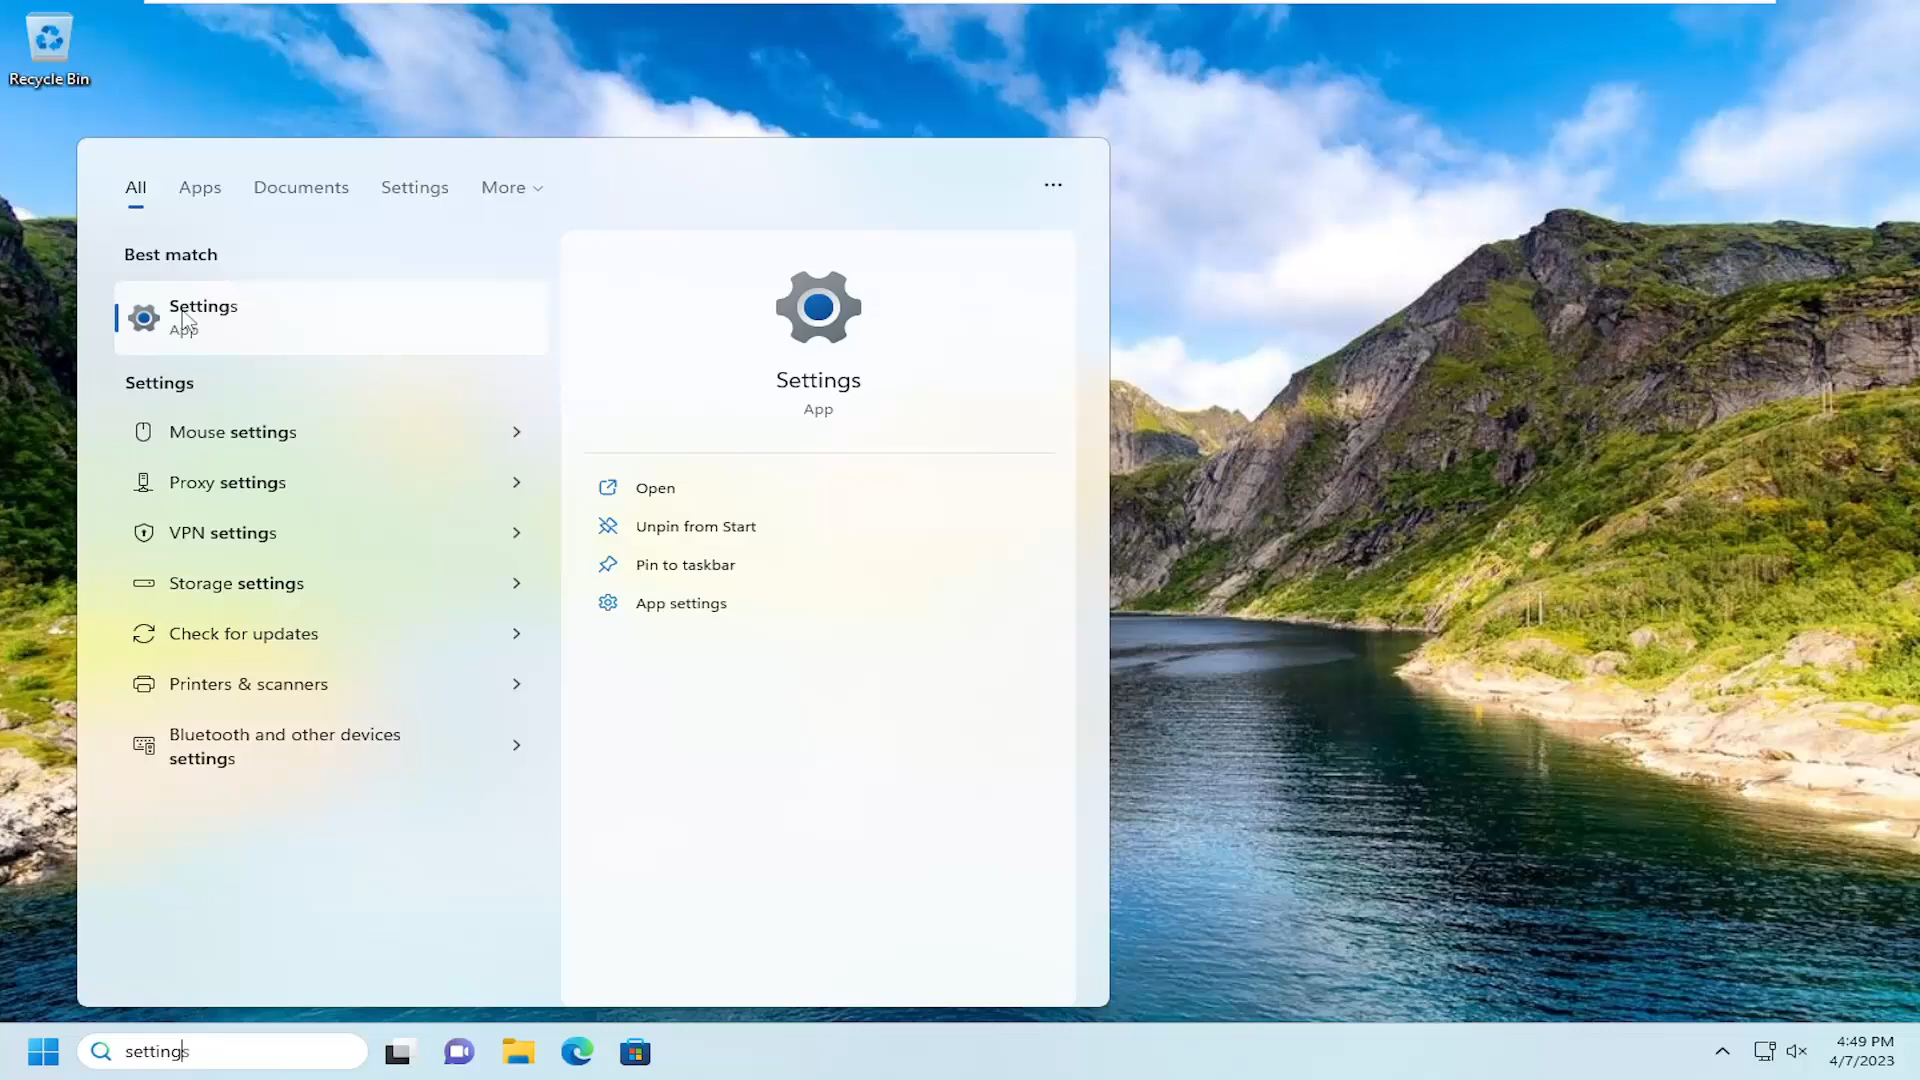 Recycle Bin
All Apps Documents Settings More
Best match
Settings
App
Settings
Mouse settings
Proxy settings
VPN settings
Storage settings
Check for updates
Printers & scanners
Bluetooth and other devices
settings
Settings
App
Open
Unpin from Start
Pin to taskbar
App settings
settings
4:49 PM
4/7/2023